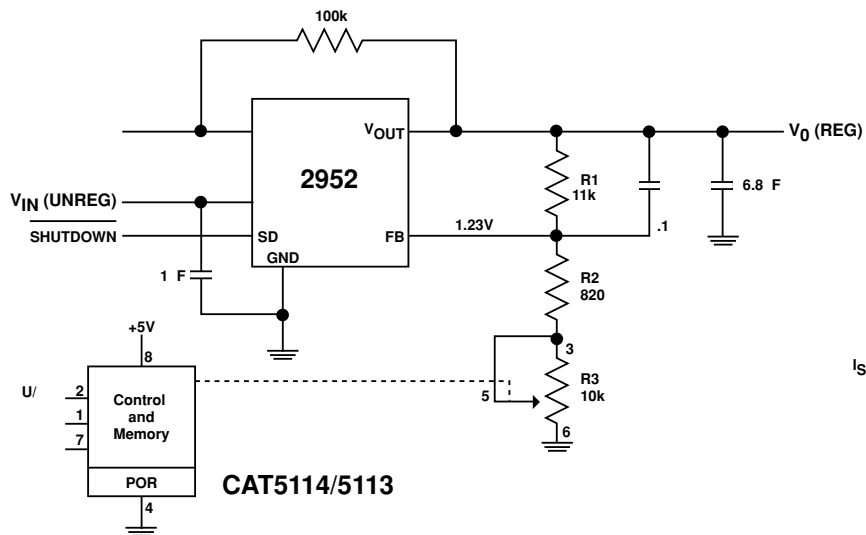 100k
VOUT
V0 (REG)
2952
R1
11k
VIN (UNREG)
6.8 F
SHUTDOWN
SD
FB
1.23V
.1
GND
1 F
R2
820
+5V
8
3
IS
U/
2
Control
and
Memory
5
R3
10k
1
7
6
POR
CAT5114/5113
4